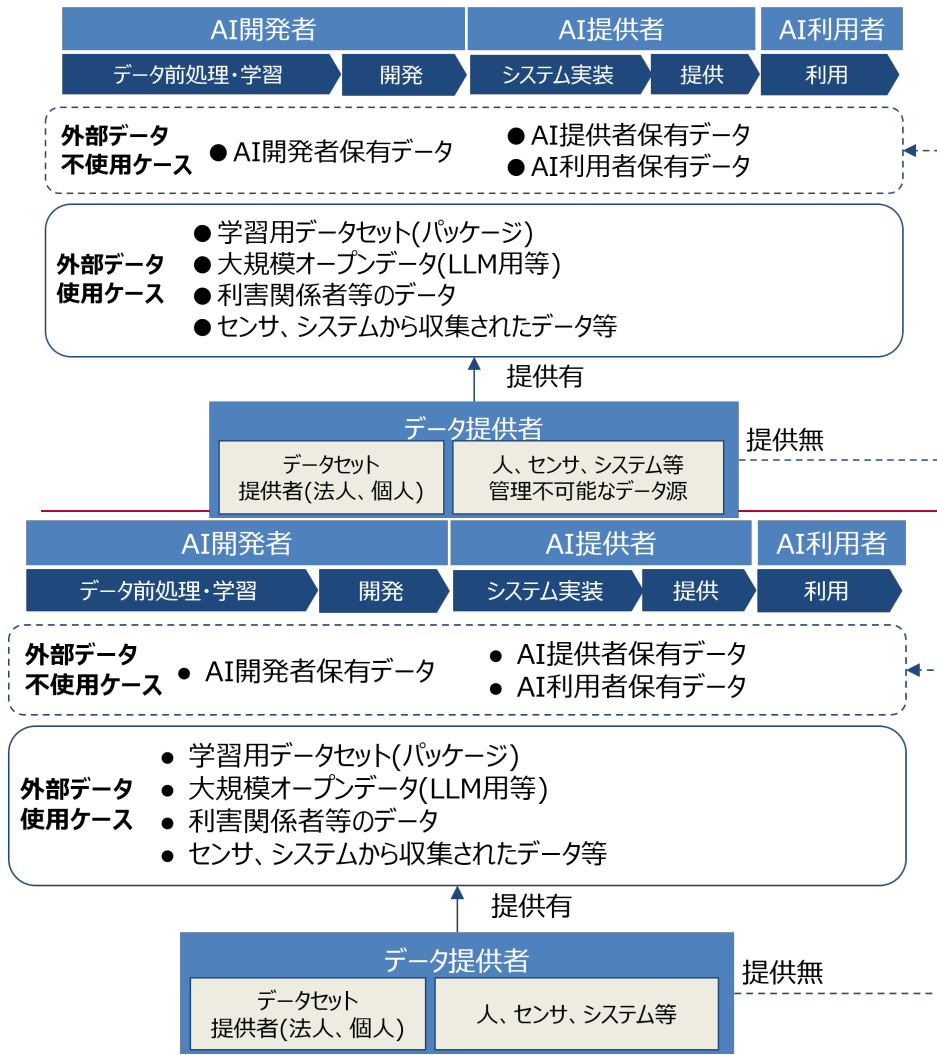 AI開発者 AI提供者 AI利用者
データ前処理・学習 開発 システム実装 提供 利用
外部データ
不使用ケース
●AI開発者保有データ
●AI提供者保有データ
●AI利用者保有データ
外部データ
使用ケース
●学習用データセット(パッケージ)
●大規模オープンデータ(LLM用等)
●利害関係者等のデータ
●センサ、システムから収集されたデータ等
提供有
データ提供者
提供無
データセット
提供者(法人、個人)
人、センサ、システム等
管理不可能なデータ源
AI開発者 AI提供者 AI利用者
データ前処理・学習 開発 システム実装 提供 利用
外部データ
不使用ケース
● AI開発者保有データ
● AI提供者保有データ
● AI利用者保有データ
外部データ
使用ケース
● 学習用データセット(パッケージ)
● 大規模オープンデータ(LLM用等)
● 利害関係者等のデータ
● センサ、システムから収集されたデータ等
提供有
データ提供者
提供無
データセット
提供者(法人、個人)
人、センサ、システム等